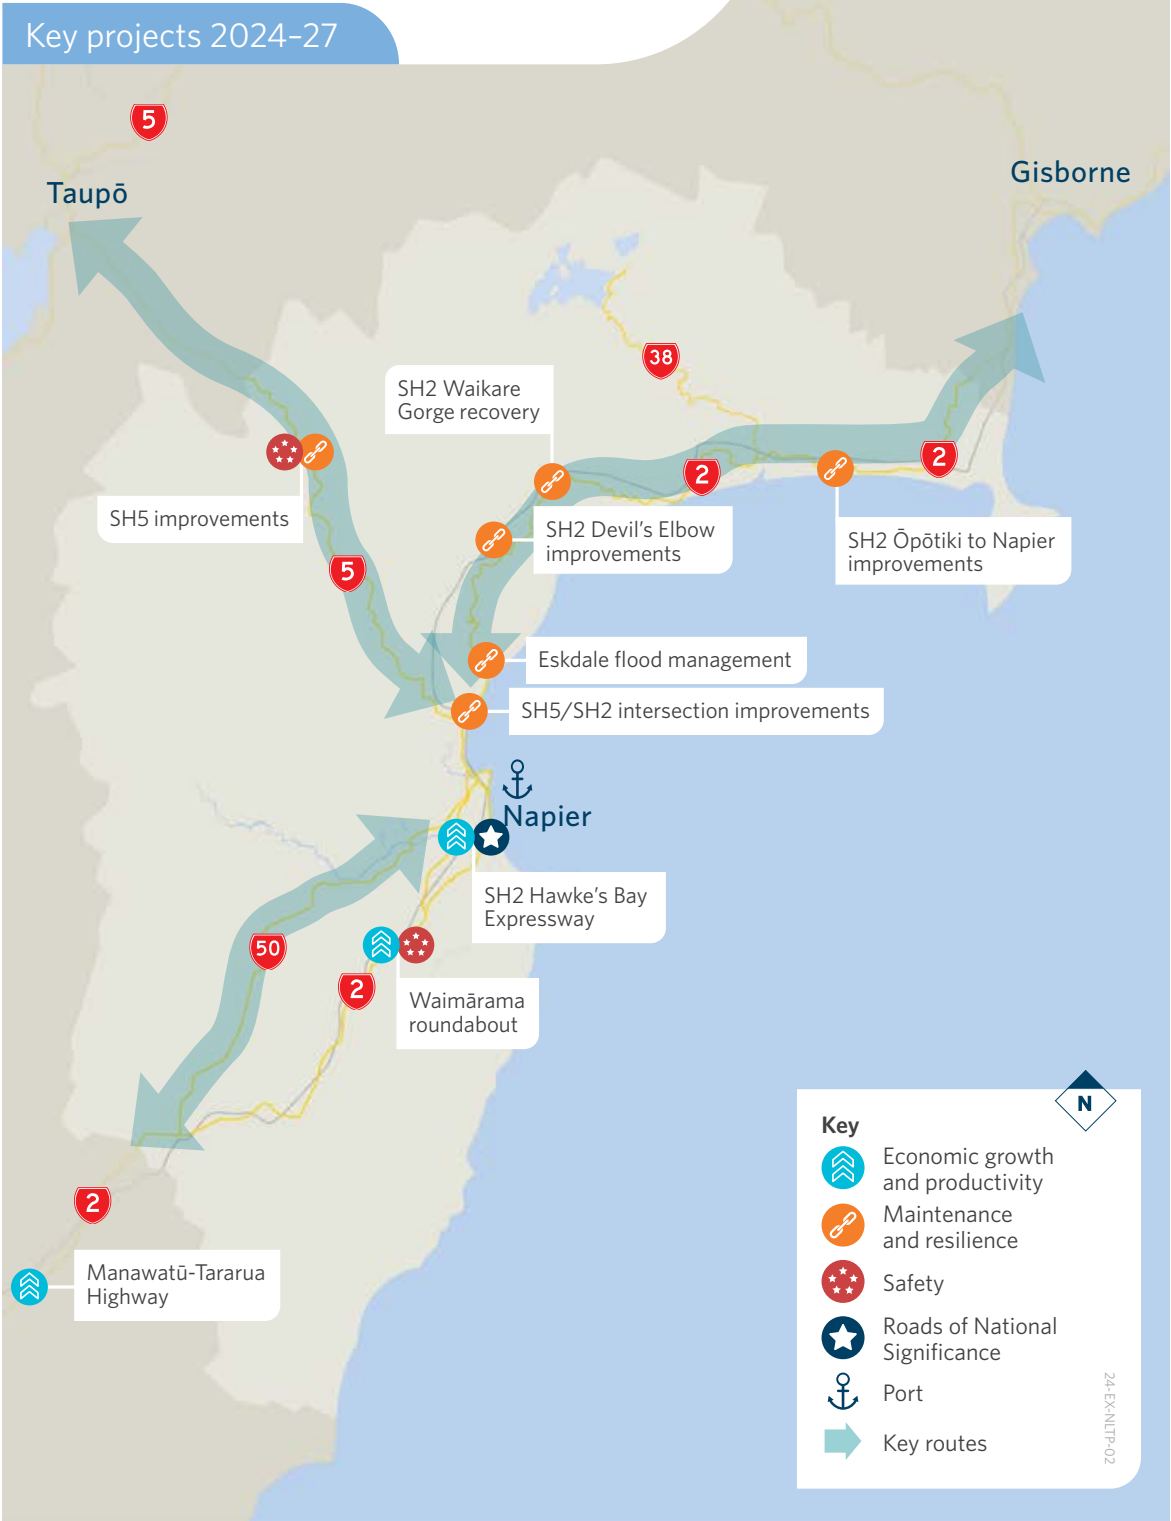 Key projects 2024–27
5
Taupō
Gisborne
38
SH2 Waikare
Gorge recovery
2
2
SH5 improvements
SH2 Devil's Elbow
improvements
SH2 Ōpōtiki to Napier
improvements
5
Eskdale flood management
SH5/SH2 intersection improvements
Napier
SH2 Hawke's Bay
Expressway
50
2
Waimārama
roundabout
2
Manawatū-Tararua
Highway
N
Key
Economic growth
and productivity
Maintenance
and resilience
Safety
Roads of National
Significance
Port
Key routes
24-EX-NLTP-02